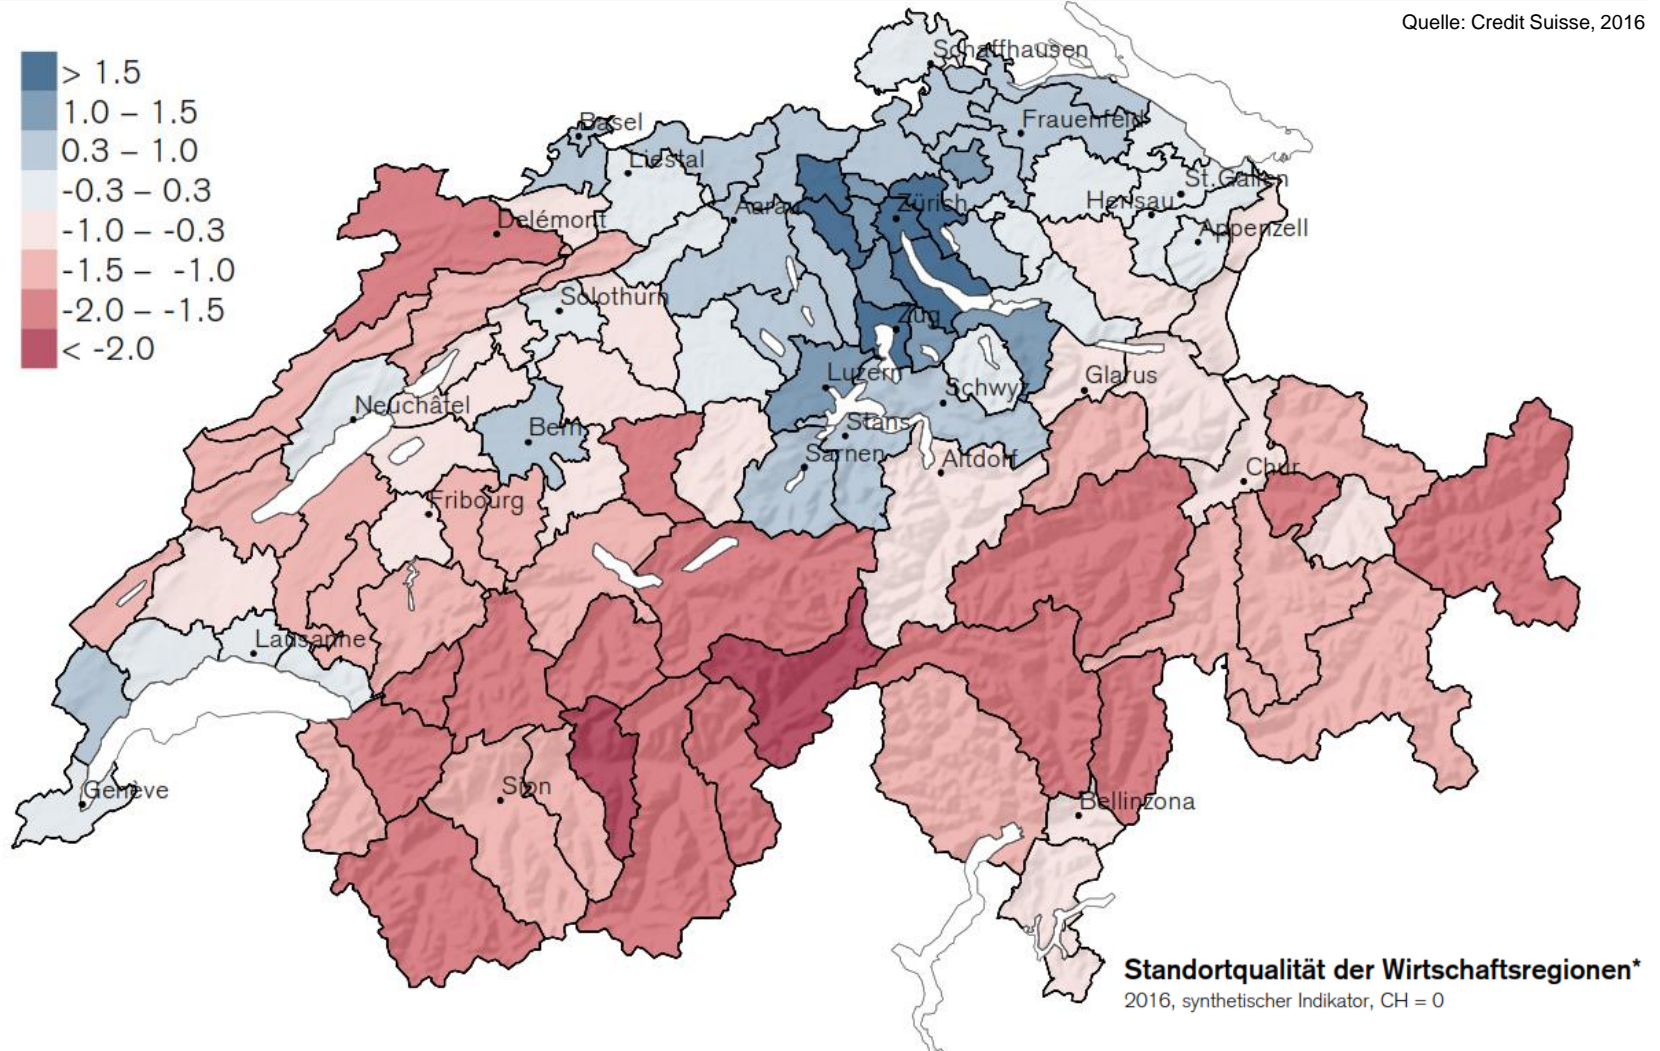 Quelle: Credit Suisse, 2016
> 1.5
1.0 – 1.5
0.3 – 1.0
-0.3 – 0.3
-1.0 – -0.3
-1.5 – -1.0
-2.0 – -1.5
< -2.0
Schaffhausen
Basel
Frauenfeld
Liestal
St.Gallen
Herisau
Zürich
Aarau
Delémont
Appenzell
Solothurn
Zug
Luzern
Glarus
Schwyz
Neuchâtel
Stans
Bern
Sarnen
Altdorf
Chur
Fribourg
Lausanne
Sion
Genève
Bellinzona
Standortqualität der Wirtschaftsregionen*
2016, synthetischer Indikator, CH = 0